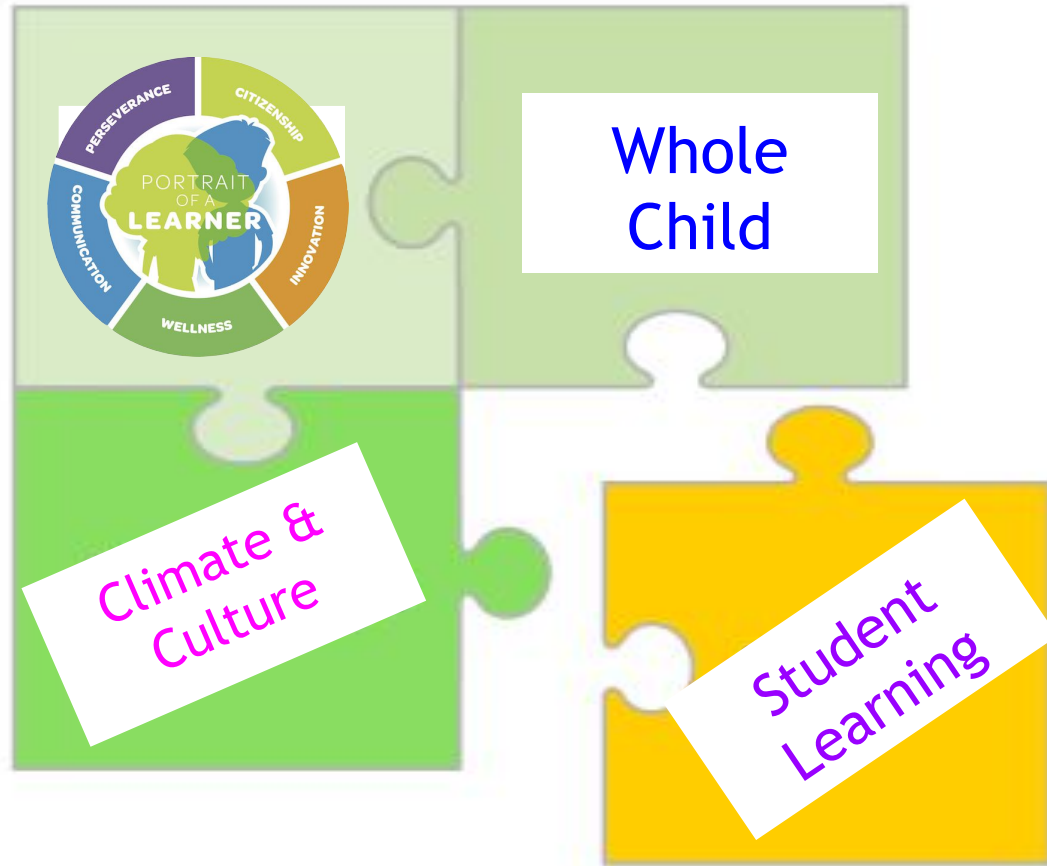 PERSEVERANCE
CITIZENSHIP
COMMUNICATION
INNOVATION
WELLNESS
PORTRAIT
OF A
LEARNER
Whole
Child
Climate &
Culture
Student
Learning